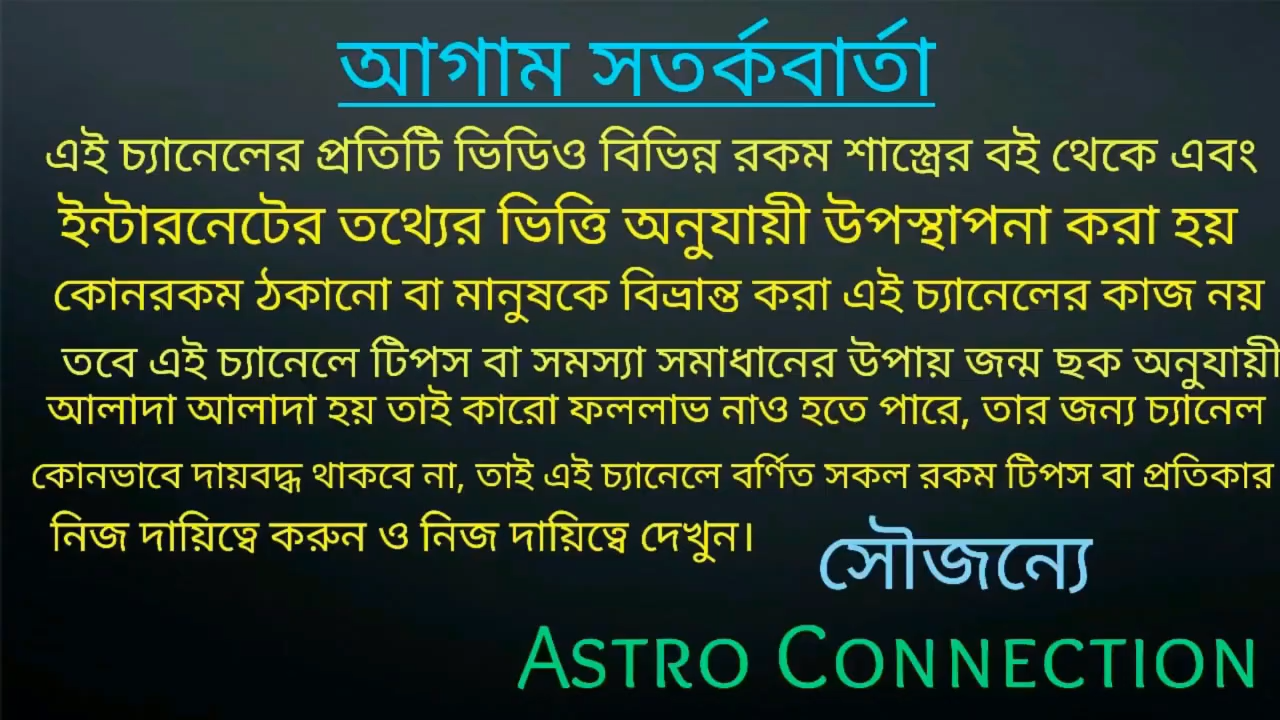 আগাম সতর্কবার্তা
এই চ্যানেলের প্রতিটি ভিডিও বিভিন্ন রকম শাস্ত্রের বই থেকে এবং
ইন্টারনেটের তথ্যের ভিত্তি অনুযায়ী উপস্থাপনা করা হয়
কোনরকম ঠকানো বা মানুষকে বিভ্রান্ত করা এই চ্যানেলের কাজ নয়
তবে এই চ্যানেলে টিপস বা সমস্যা সমাধানের উপায় জন্ম ছক অনুযায়ী
আলাদা আলাদা হয় তাই কারো ফললাভ নাও হতে পারে, তার জন্য চ্যানেল
কোনভাবে দায়বদ্ধ থাকবে না, তাই এই চ্যানেলে বর্ণিত সকল রকম টিপস বা প্রতিকার
নিজ দায়িত্বে করুন ও নিজ দায়িত্বে দেখুন।
সৌজন্যে
ASTRO CONNECTION